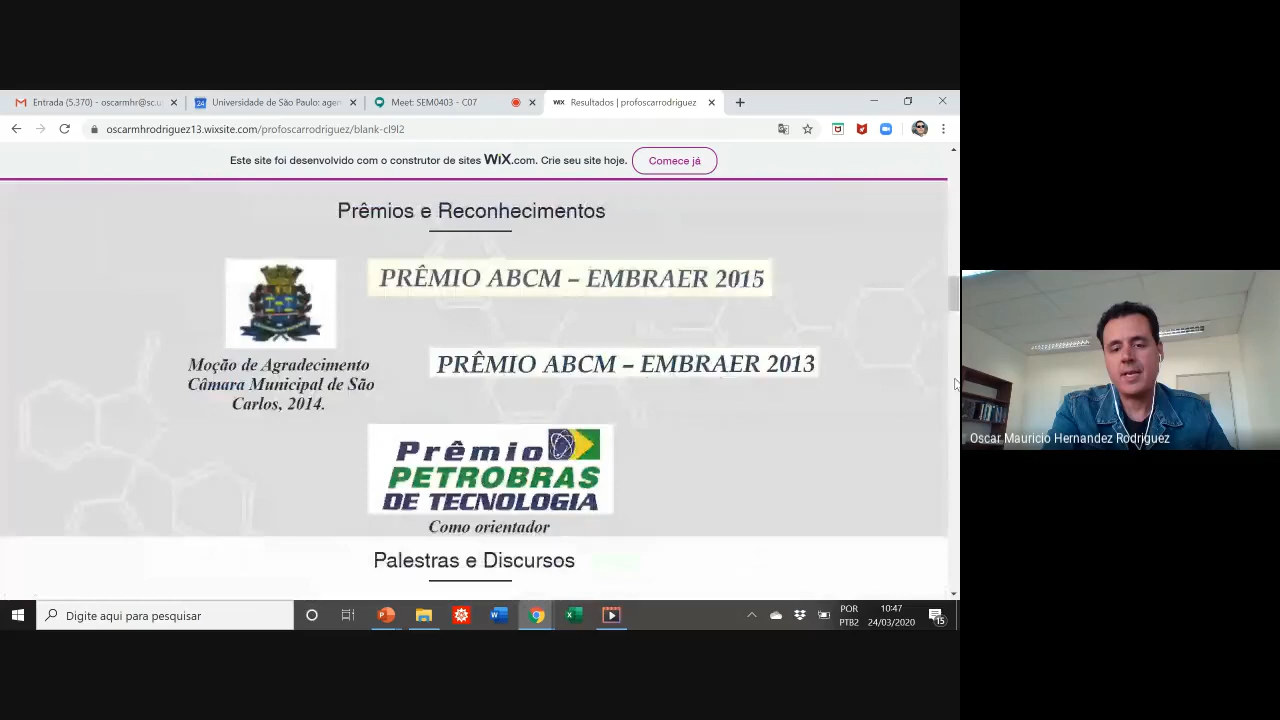 Entrada (5.370) - oscarmhr@sc.u
Universidade de São Paulo: agen
Meet: SEM0403 - C07
WIX Resultados | profoscarrodriguez
oscarmhrodriguez13.wixsite.com/profoscarrodriguez/blank-cl9l2
Este site foi desenvolvido com o construtor de sites WiX.com. Crie seu site hoje.
Comece já
Prêmios e Reconhecimentos
PRÊMIO ABCM – EMBRAER 2015
PRÊMIO ABCM – EMBRAER 2013
Moção de Agradecimento
Câmara Municipal de São
Carlos, 2014.
Prêmio
PETROBRAS
DE TECNOLOGIA
Como orientador
Palestras e Discursos
Oscar Mauricio Hernandez Rodriguez
Digite aqui para pesquisar
POR
PTB2
10:47
24/03/2020
15